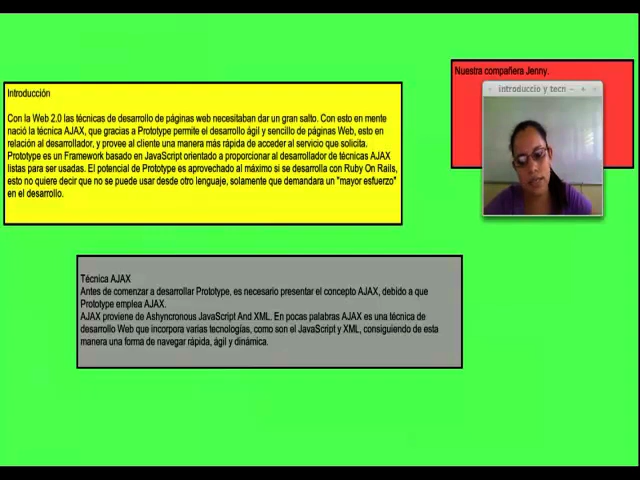 Introducción
Con la Web 2.0 las técnicas de desarrollo de páginas web necesitaban dar un gran salto. Con esto en mente
nació la técnica AJAX, que gracias a Prototype permite el desarrollo ágil y sencillo de páginas Web, esto en
relación al desarrollador, y provee al cliente una manera más rápida de acceder al servicio que solicita.
Prototype es un Framework basado en JavaScript orientado a proporcionar al desarrollador de técnicas AJAX
listas para ser usadas. El potencial de Prototype es aprovechado al máximo si se desarrolla con Ruby On Rails,
esto no quiere decir que no se puede usar desde otro lenguaje, solamente que demandara un "mayor esfuerzo"
en el desarrollo.
Nuestra compañera Jenny.
introduccio y tecn
Técnica AJAX
Antes de comenzar a desarrollar Prototype, es necesario presentar el concepto AJAX, debido a que
Prototype emplea AJAX.
AJAX proviene de Ashyncronous JavaScript And XML. En pocas palabras AJAX es una técnica de
desarrollo Web que incorpora varias tecnologías, como son el JavaScript y XML, consiguiendo de esta
manera una forma de navegar rápida, ágil y dinámica.